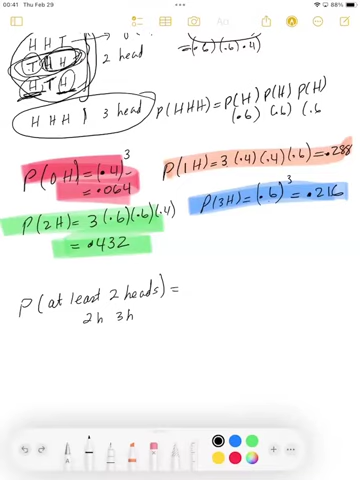 00:41 Thu Feb 29
88%
H H T → 
= (.6)(.6)(.4)
T H H 2 head
H T H
H H H 3 head P(HHH) = P(H) P(H) P(H)
(.6) (.6) (.6
P(0H) = (.4)³
= .064
P(1H) = 3(.4)(.4)(.6) = .288
P(2H) = 3(.6)(.6)(.4)
= .432
P(3H) = (.6)³ = .216
P(at least 2 heads) =
2h 3h